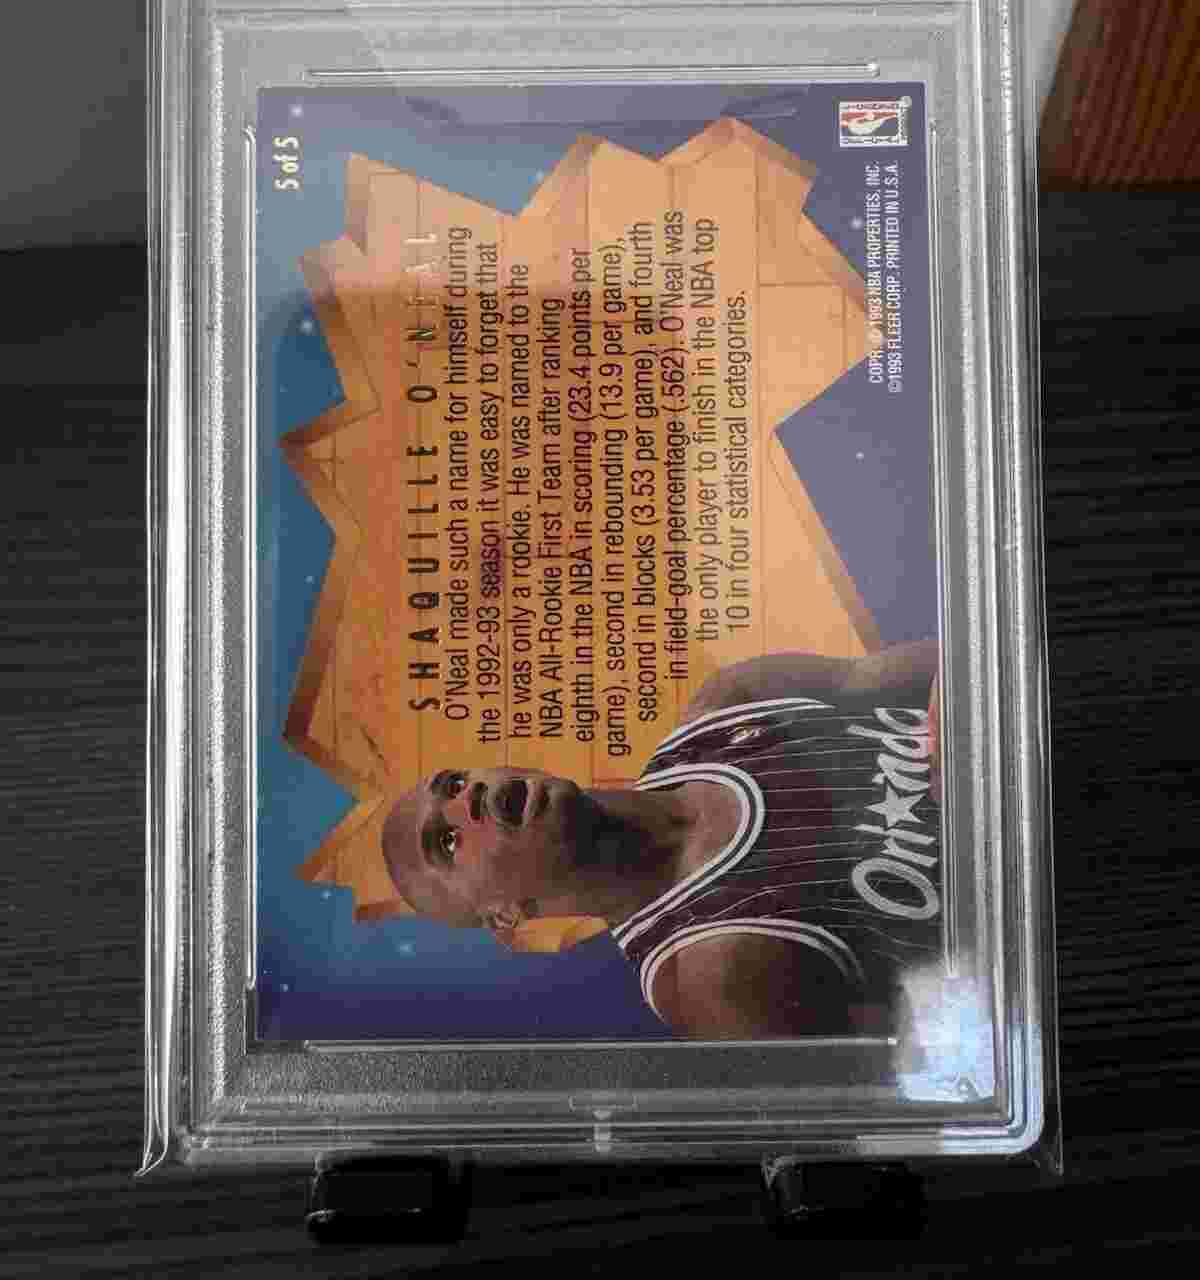 5 of 5
SHAQUILLE O'NEAL
O'Neal made such a name for himself during
the 1992-93 season it was easy to forget that
he was only a rookie. He was named to the
NBA All-Rookie First Team after ranking
eighth in the NBA in scoring (23.4 points per
game), second in rebounding (13.9 per game),
second in blocks (3.53 per game), and fourth
in field-goal percentage (.562). O'Neal was
the only player to finish in the NBA top
10 in four statistical categories.
Orlando
COPR. © 1993 NBA PROPERTIES, INC.
©1993 FLEER CORP. PRINTED IN U.S.A.